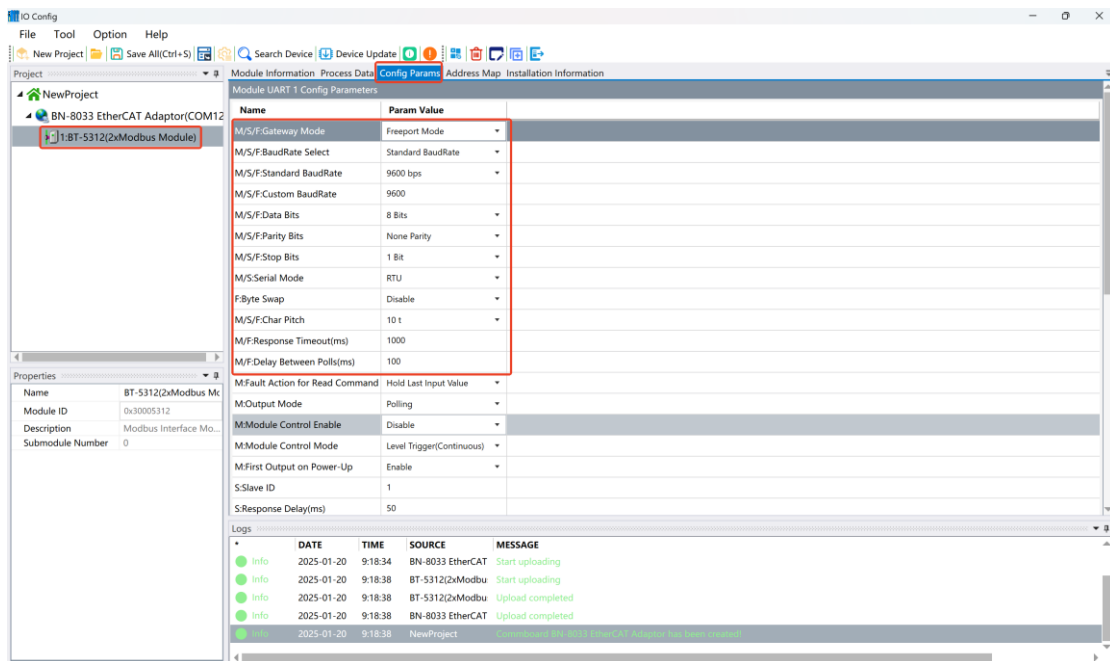 IO Config
File Tool Option Help
New Project Save All(Ctrl+S) Search Device Device Update
Project
NewProject
BN-8033 EtherCAT Adaptor(COM12
1:BT-5312(2xModbus Module)
Properties
Name BT-5312(2xModbus Mc
Module ID 0x30005312
Description Modbus Interface Mo...
Submodule Number 0
Module Information Process Data Config Params Address Map Installation Information
Module UART 1 Config Parameters
Name Param Value
M/S/F:Gateway Mode Freeport Mode
M/S/F:BaudRate Select Standard BaudRate
M/S/F:Standard BaudRate 9600 bps
M/S/F:Custom BaudRate 9600
M/S/F:Data Bits 8 Bits
M/S/F:Parity Bits None Parity
M/S/F:Stop Bits 1 Bit
M/S:Serial Mode RTU
F:Byte Swap Disable
M/S/F:Char Pitch 10 t
M/F:Response Timeout(ms) 1000
M/F:Delay Between Polls(ms) 100
M:Fault Action for Read Command Hold Last Input Value
M:Output Mode Polling
M:Module Control Enable Disable
M:Module Control Mode Level Trigger(Continuous)
M:First Output on Power-Up Enable
S:Slave ID 1
S:Response Delay(ms) 50
Logs
* DATE TIME SOURCE MESSAGE
Info 2025-01-20 9:18:34 BN-8033 EtherCAT Start uploading
Info 2025-01-20 9:18:38 BT-5312(2xModbu Start uploading
Info 2025-01-20 9:18:38 BT-5312(2xModbu Upload completed
Info 2025-01-20 9:18:38 BN-8033 EtherCAT Upload completed
Info 2025-01-20 9:18:38 NewProject Commboard BN-8033 EtherCAT Adaptor has been created!